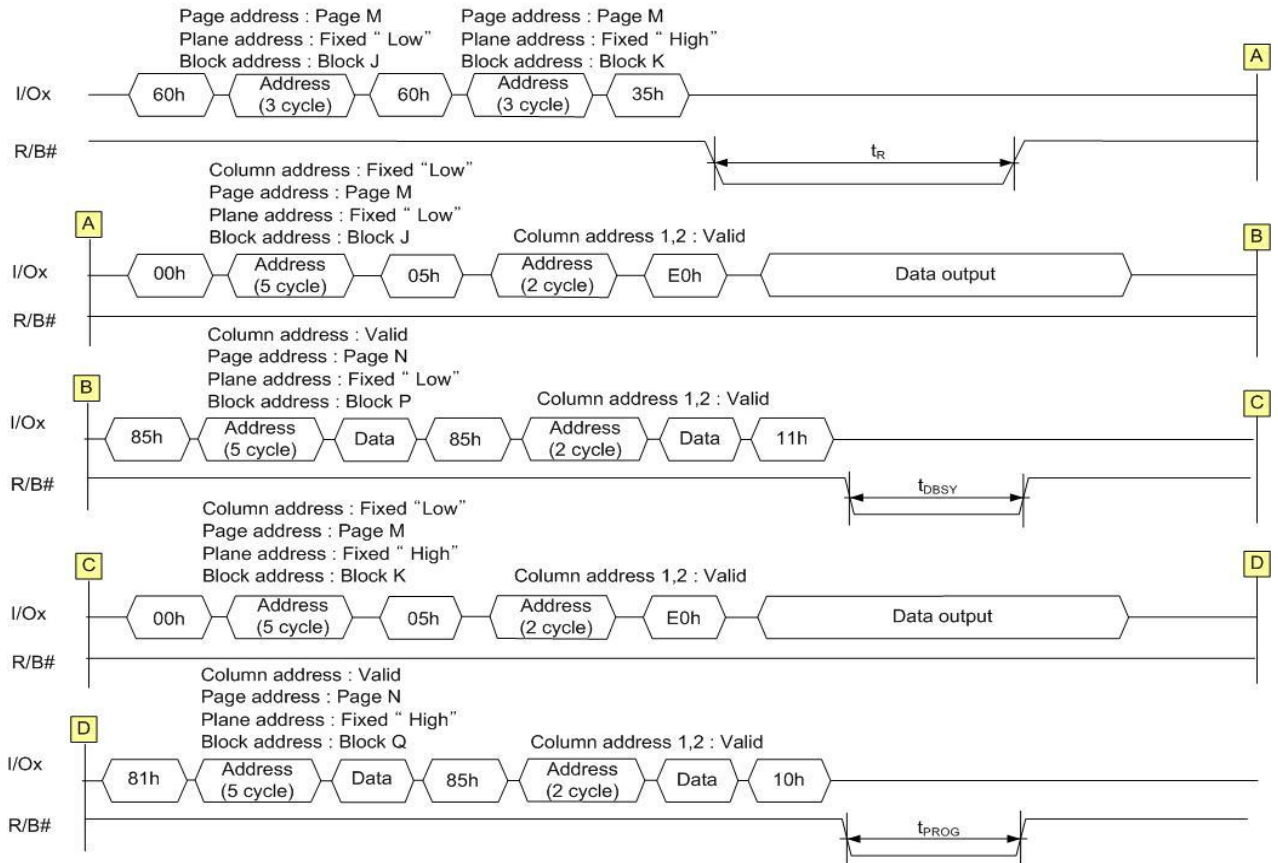 Page address : Page M
Plane address : Fixed “ Low”
Block address : Block J
Page address : Page M
Plane address : Fixed “ High”
Block address : Block K
A
I/Ox
60h
Address
(3 cycle)
60h
Address
(3 cycle)
35h
R/B#
tR
Column address : Fixed “Low”
Page address : Page M
Plane address : Fixed “ Low”
Block address : Block J
Column address 1,2 : Valid
A
B
I/Ox
00h
Address
(5 cycle)
05h
Address
(2 cycle)
E0h
Data output
R/B#
Column address : Valid
Page address : Page N
Plane address : Fixed “ Low”
Block address : Block P
Column address 1,2 : Valid
B
C
I/Ox
85h
Address
(5 cycle)
Data
85h
Address
(2 cycle)
Data
11h
R/B#
tDBSY
Column address : Fixed “Low”
Page address : Page M
Plane address : Fixed “ High”
Block address : Block K
Column address 1,2 : Valid
C
D
I/Ox
00h
Address
(5 cycle)
05h
Address
(2 cycle)
E0h
Data output
R/B#
Column address : Valid
Page address : Page N
Plane address : Fixed “ High”
Block address : Block Q
Column address 1,2 : Valid
D
I/Ox
81h
Address
(5 cycle)
Data
85h
Address
(2 cycle)
Data
10h
R/B#
tPROG